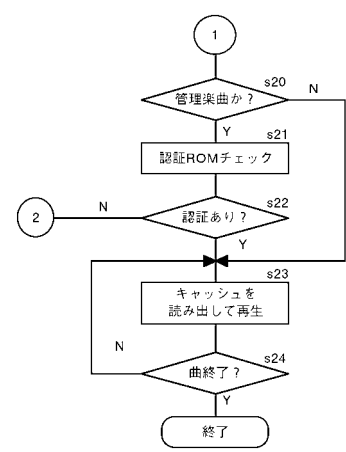 1
s20
管理楽曲か？
N
Y
s21
認証ROMチェック
s22
認証あり？
N
2
Y
s23
キャッシュを
読み出して再生
N
s24
曲終了？
Y
終了